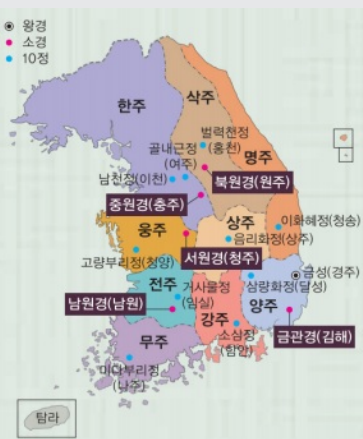 왕경
소경
10정
한주
삭주
벌력천정
(홍천)
골내근정
(여주)
명주
남천정(이천)
북원경(원주)
중원경(충주)
웅주
상주
이화혜정(청송)
음리화정(상주)
고량부리정(청양)
서원경(청주)
금성(경주)
전주
거사물정
(임실)
삼량화정(달성)
남원경(남원)
강주
양주
소삼정
(함안)
금관경(김해)
무주
미다부리정
(나주)
탐라